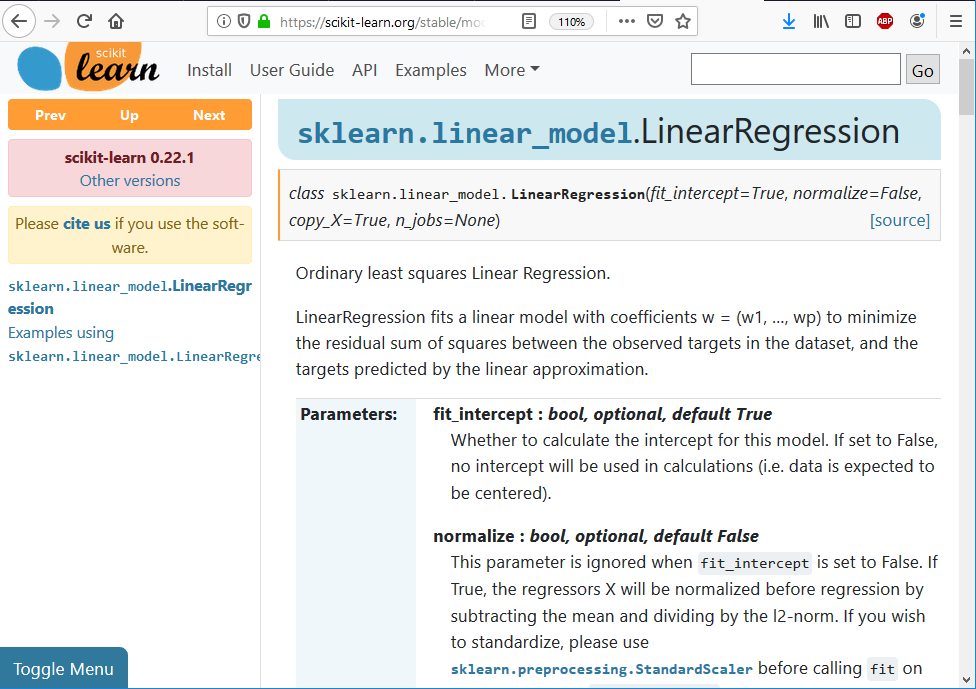 https://scikit-learn.org/stable/mod
110%
ABP
scikit
learn
Install User Guide API Examples More
Go
Prev Up Next
scikit-learn 0.22.1
Other versions
Please cite us if you use the soft-
ware.
sklearn.linear_model.LinearRegr
ession
Examples using
sklearn.linear_model.LinearRegre
Toggle Menu
sklearn.linear_model.LinearRegression
class sklearn.linear_model.LinearRegression(fit_intercept=True, normalize=False,
copy_X=True, n_jobs=None)
[source]
Ordinary least squares Linear Regression.
LinearRegression fits a linear model with coefficients w = (w1, ..., wp) to minimize
the residual sum of squares between the observed targets in the dataset, and the
targets predicted by the linear approximation.
Parameters:
fit_intercept : bool, optional, default True
Whether to calculate the intercept for this model. If set to False,
no intercept will be used in calculations (i.e. data is expected to
be centered).
normalize : bool, optional, default False
This parameter is ignored when fit_intercept is set to False. If
True, the regressors X will be normalized before regression by
subtracting the mean and dividing by the l2-norm. If you wish
to standardize, please use
sklearn.preprocessing.StandardScaler before calling fit on